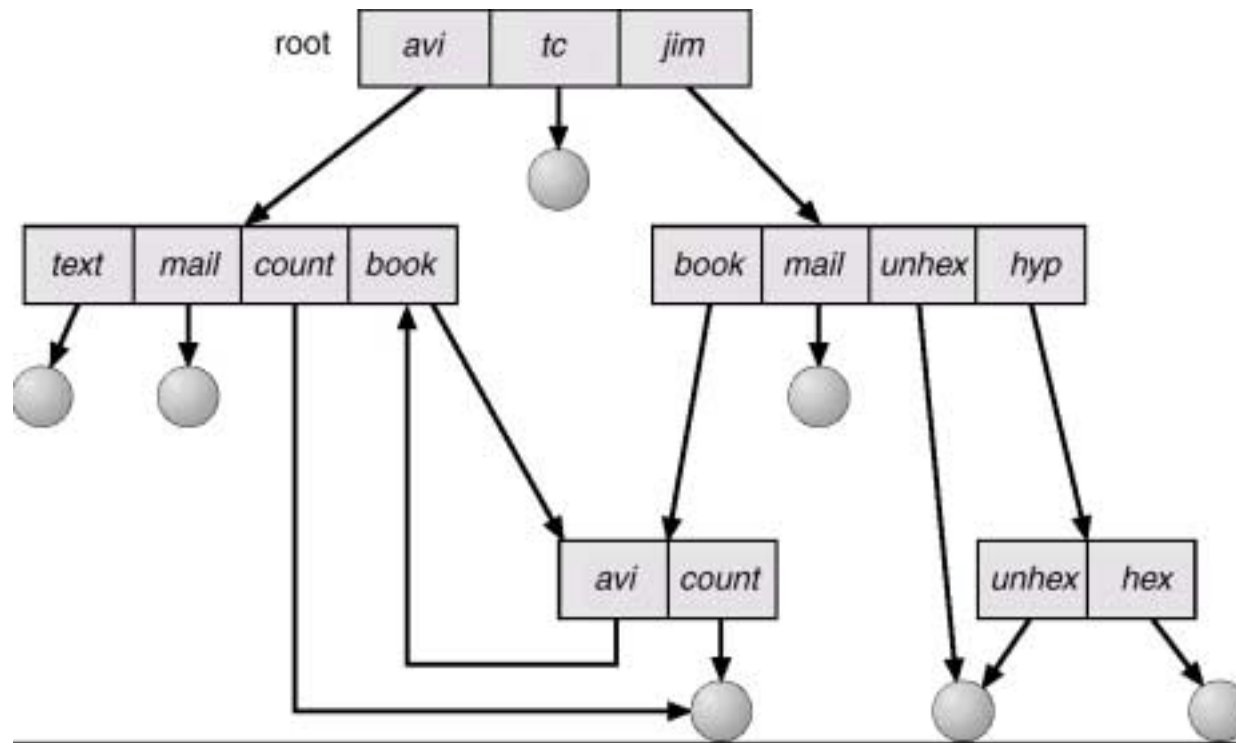 root avi tc jim
text mail count book
book mail unhex hyp
avi count
unhex hex